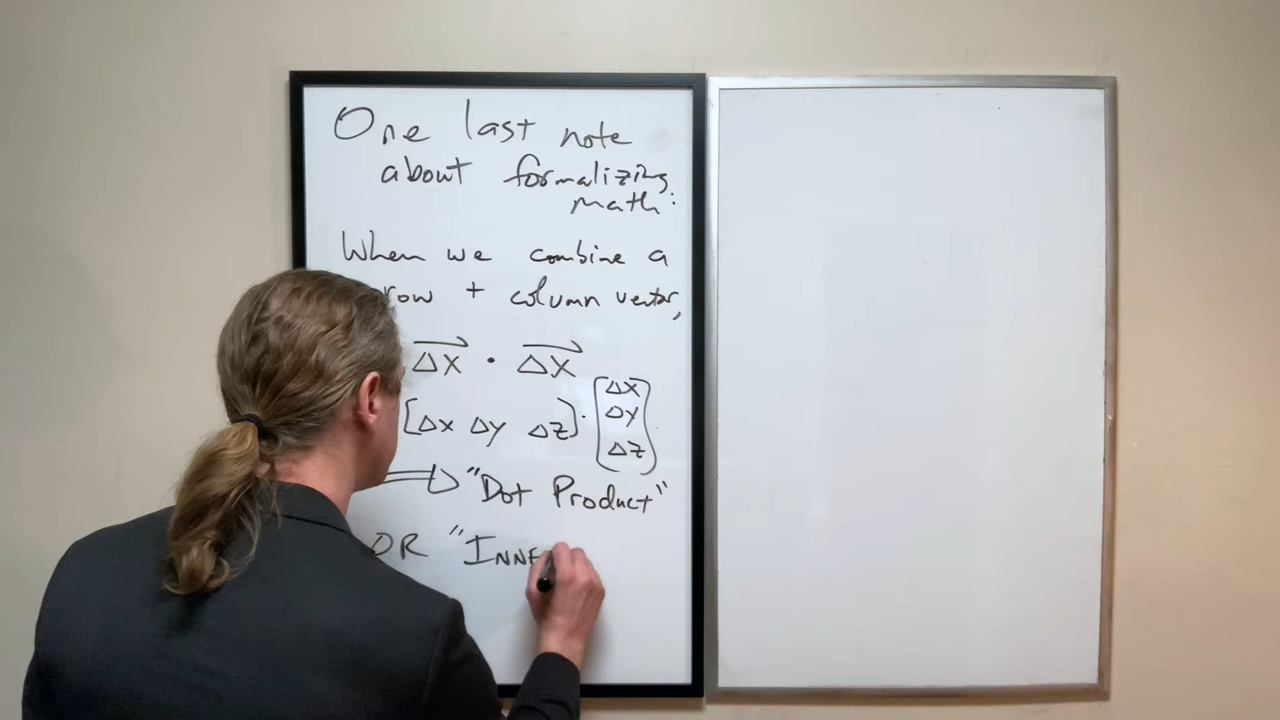 One last note
about formalizing
math:
When we combine a
row + column vector,
ΔX · ΔX
[Δx Δy Δz] · [Δx
Δy
Δz]
⇒ "Dot Product"
OR "INNE